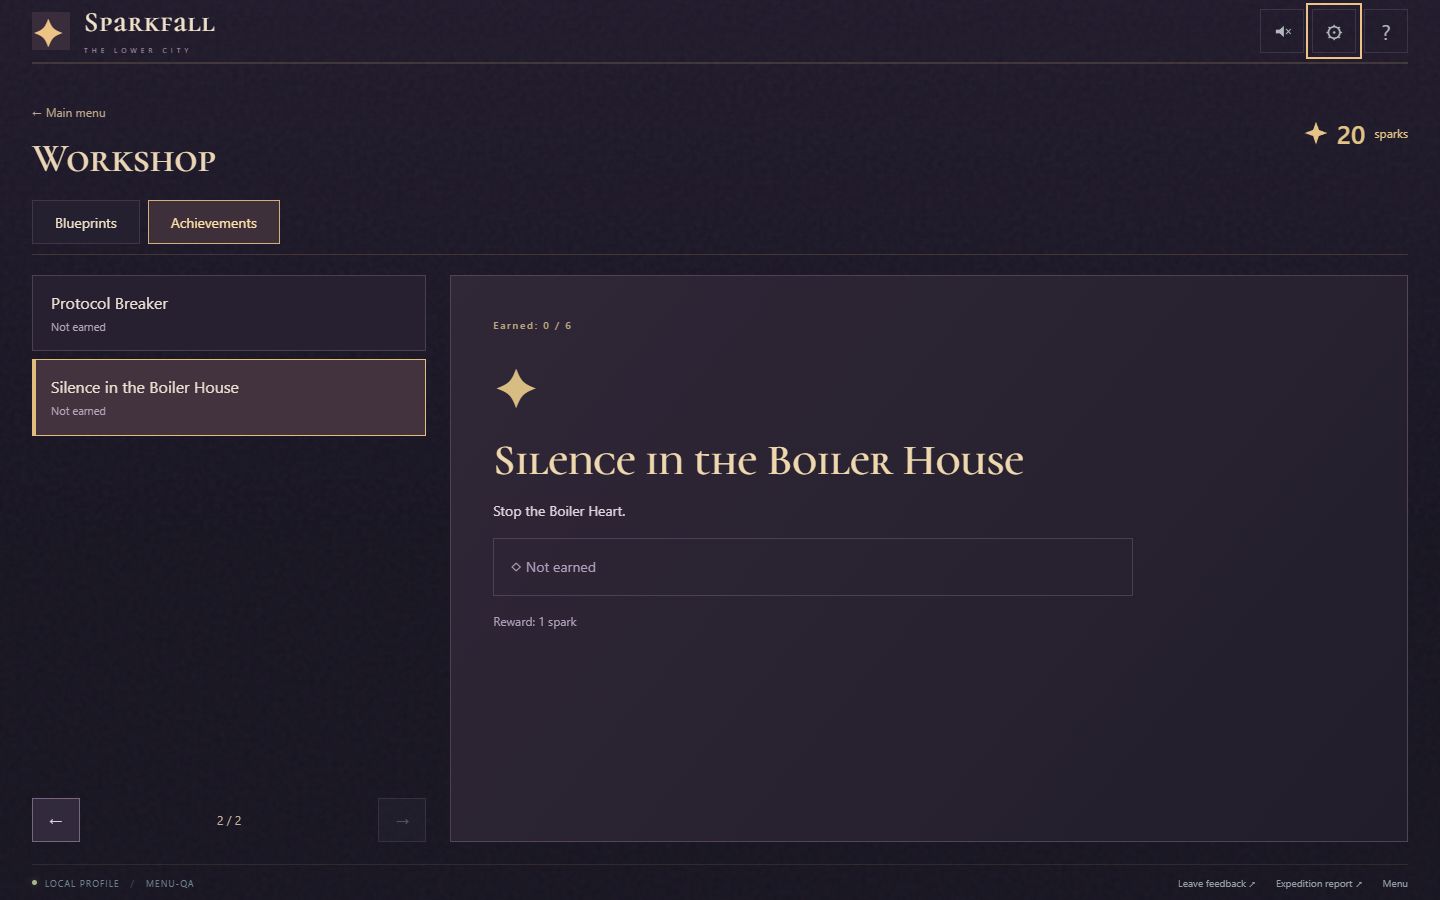 Sparkfall
THE LOWER CITY
?
← Main menu
20 sparks
Workshop
Blueprints
Achievements
Protocol Breaker
Not earned
Silence in the Boiler House
Not earned
← 2 / 2 →
Earned: 0 / 6
Silence in the Boiler House
Stop the Boiler Heart.
◇ Not earned
Reward: 1 spark
LOCAL PROFILE / MENU-QA
Leave feedback ↗ Expedition report ↗ Menu